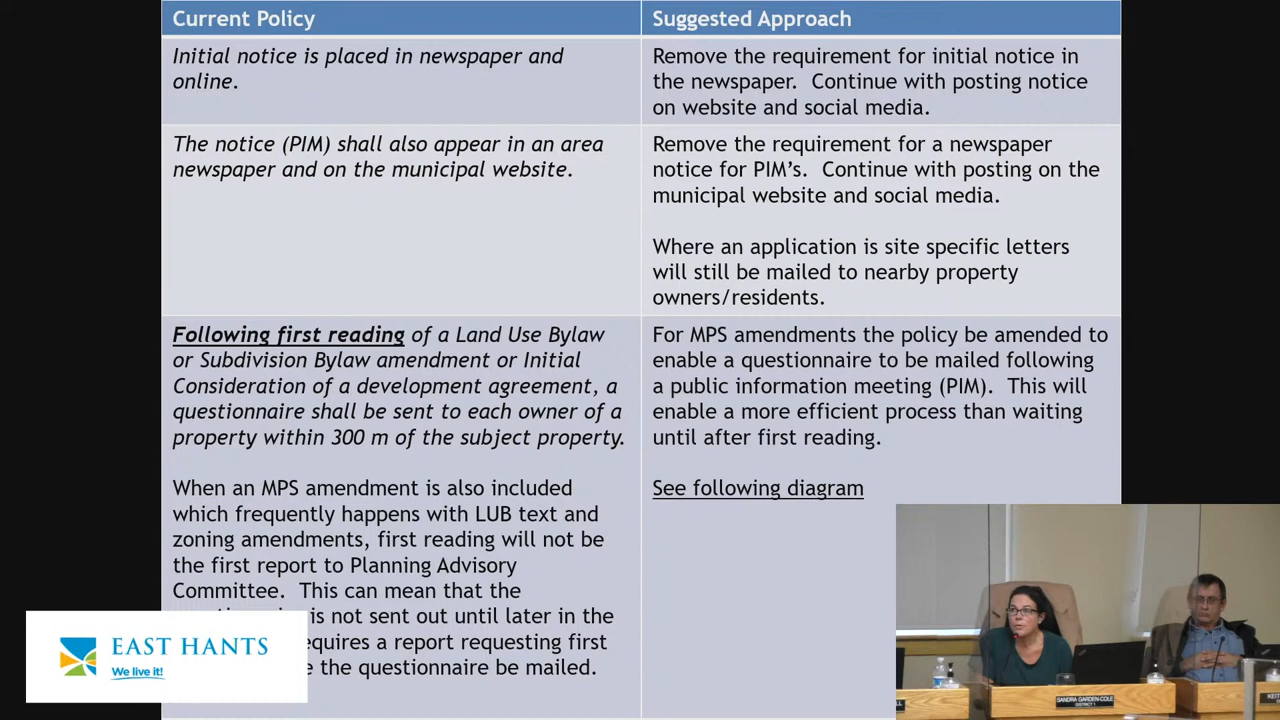 Current Policy
Initial notice is placed in newspaper and
online.
The notice (PIM) shall also appear in an area
newspaper and on the municipal website.
Following first reading of a Land Use Bylaw
or Subdivision Bylaw amendment or Initial
Consideration of a development agreement, a
questionnaire shall be sent to each owner of a
property within 300 m of the subject property.
When an MPS amendment is also included
which frequently happens with LUB text and
zoning amendments, first reading will not be
the first report to Planning Advisory
Committee. This can mean that the
is not sent out until later in the
requesting first
the questionnaire be mailed.
Suggested Approach
Remove the requirement for initial notice in
the newspaper. Continue with posting notice
on website and social media.
Remove the requirement for a newspaper
notice for PIM's. Continue with posting on the
municipal website and social media.
Where an application is site specific letters
will still be mailed to nearby property
owners/residents.
For MPS amendments the policy be amended to
enable a questionnaire to be mailed following
a public information meeting (PIM). This will
enable a more efficient process than waiting
until after first reading.
See following diagram
EAST HANTS
We live it!
SANDRA GARDEN-COLE
DISTRICT 1
KEIT